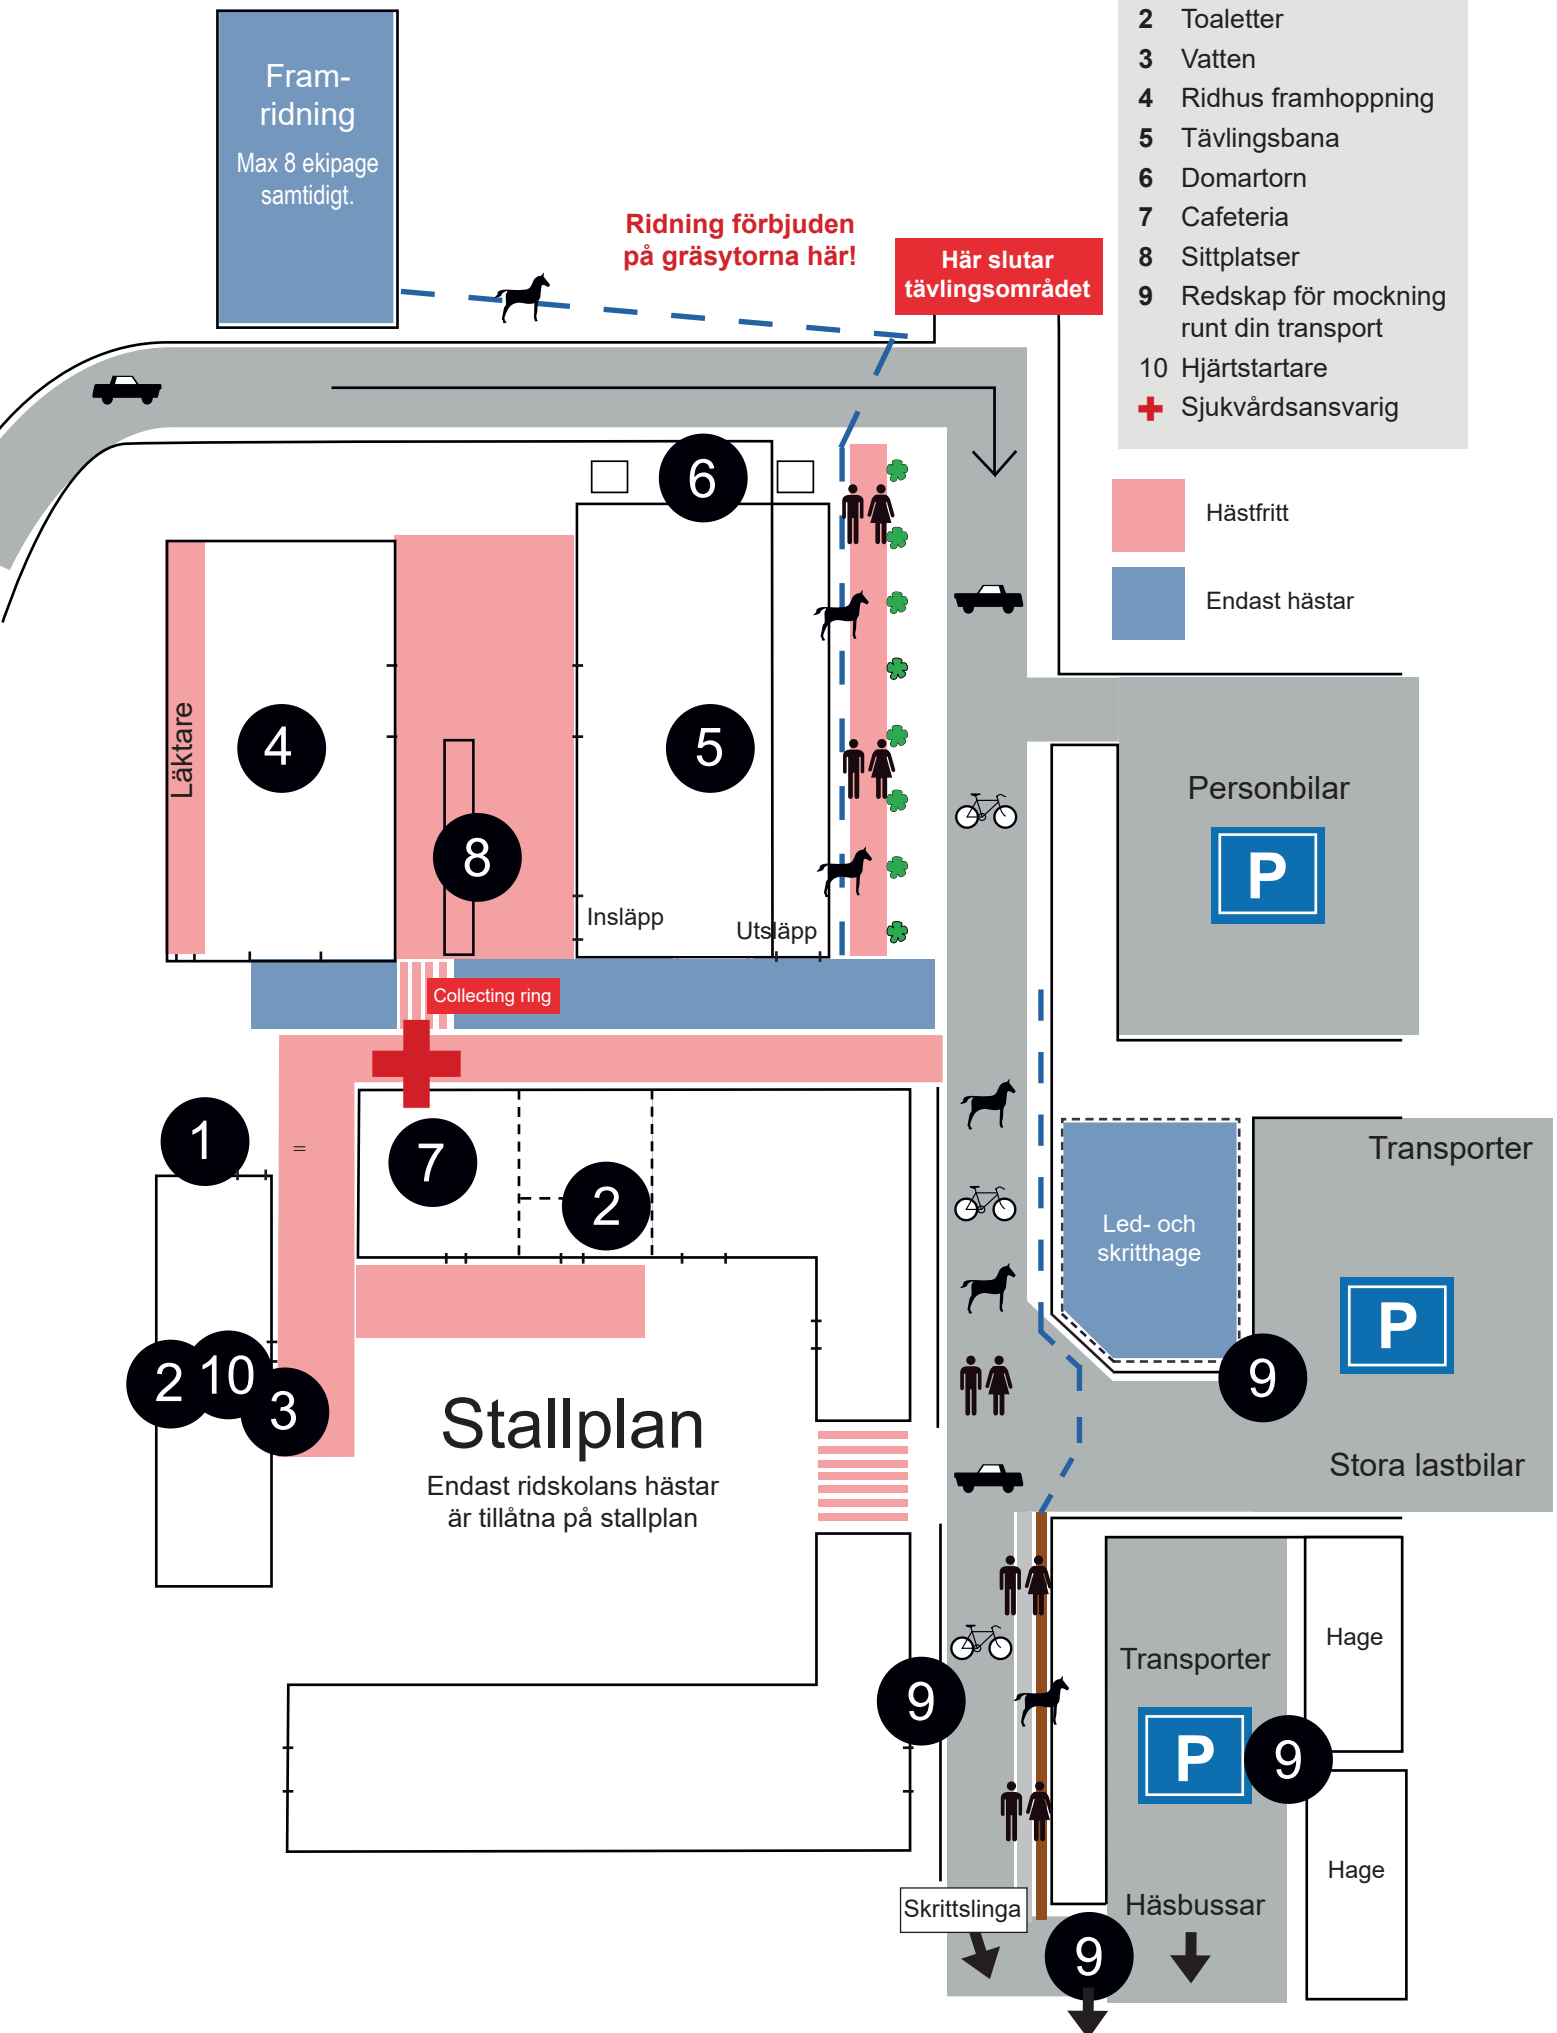 2 Toaletter
3 Vatten
4 Ridhus framhoppning
5 Tävlingsbana
6 Domartorn
7 Cafeteria
8 Sittplatser
9 Redskap för mockning
runt din transport
10 Hjärtstartare
Sjukvårdsansvarig
Hästfritt
Endast hästar
Fram-
ridning
Max 8 ekipage
samtidigt.
Ridning förbjuden
på gräsytorna här!
Här slutar
tävlingsområdet
6
Läktare
4
5
8
Insläpp
Utsläpp
Personbilar
P
Collecting ring
1
=
7
2
Transporter
Led- och
skritthage
P
9
Stora lastbilar
2
10
3
Stallplan
Endast ridskolans hästar
är tillåtna på stallplan
9
Transporter
P
9
Hage
Hage
Skrittslinga
Häsbussar
9